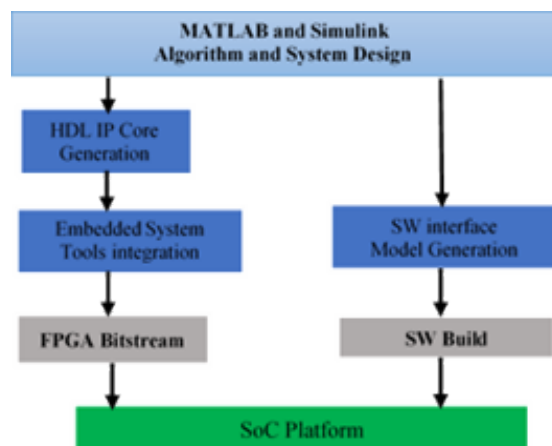 MATLAB and Simulink
Algorithm and System Design
HDL IP Core
Generation
Embedded System
Tools integration
SW interface
Model Generation
FPGA Bitstream
SW Build
SoC Platform